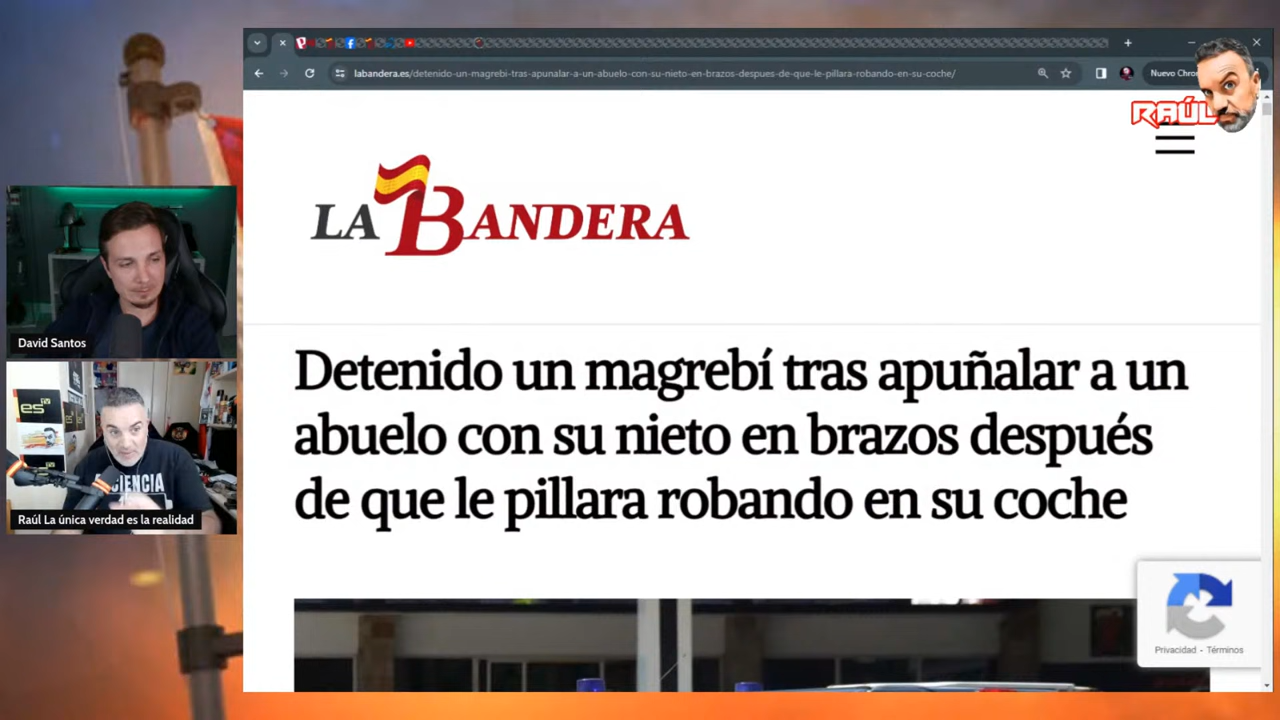 labandera.es/detenido-un-magrebi-tras-apunalar-a-un-abuelo-con-su-nieto-en-brazos-despues-de-que-le-pillara-robando-en-su-coche/
Nuevo Chrom
RAÚL
LA BANDERA
Detenido un magrebí tras apuñalar a un
abuelo con su nieto en brazos después
de que le pillara robando en su coche
David Santos
es
CIENCIA
Raúl La única verdad es la realidad
Privacidad - Términos